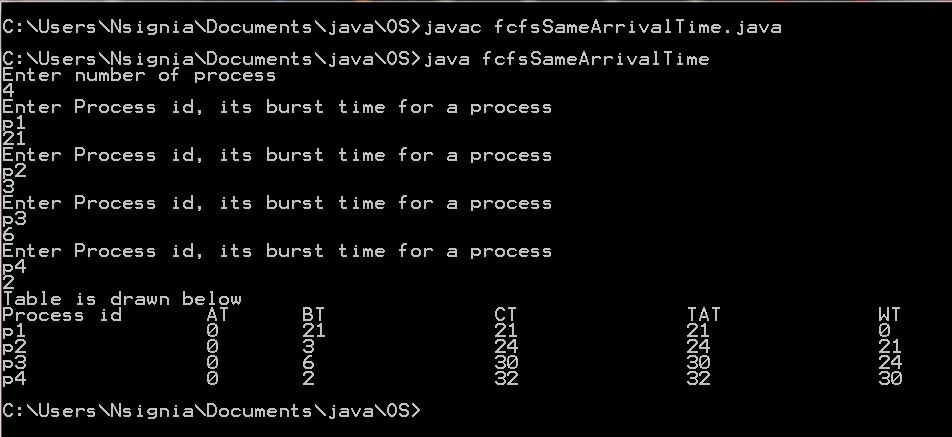 C:\Users\Nsignia\Documents\java\OS>javac fcfsSameArrivalTime.java
C:\Users\Nsignia\Documents\java\OS>java fcfsSameArrivalTime
Enter number of process
4
Enter Process id, its burst time for a process
p1
21
Enter Process id, its burst time for a process
p2
3
Enter Process id, its burst time for a process
p3
6
Enter Process id, its burst time for a process
p4
2
Table is drawn below
Process id AT BT CT TAT WT
p1 0 21 21 21 0
p2 0 3 24 24 21
p3 0 6 30 30 24
p4 0 2 32 32 30
C:\Users\Nsignia\Documents\java\OS>